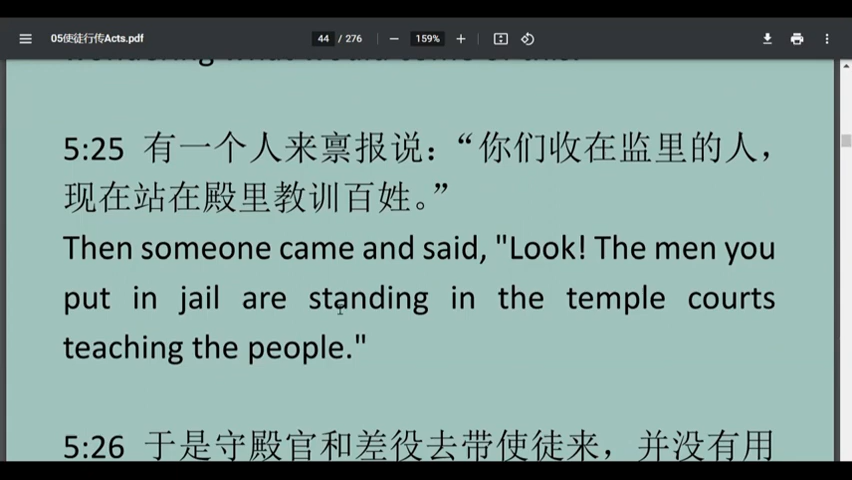 05使徒行传Acts.pdf
44 / 276
159%
5:25 有一个人来禀报说：“你们收在监里的人，
现在站在殿里教训百姓。”
Then someone came and said, "Look! The men you
put in jail are standing in the temple courts
teaching the people."
5:26 于是守殿官和差役去带使徒来，并没有用